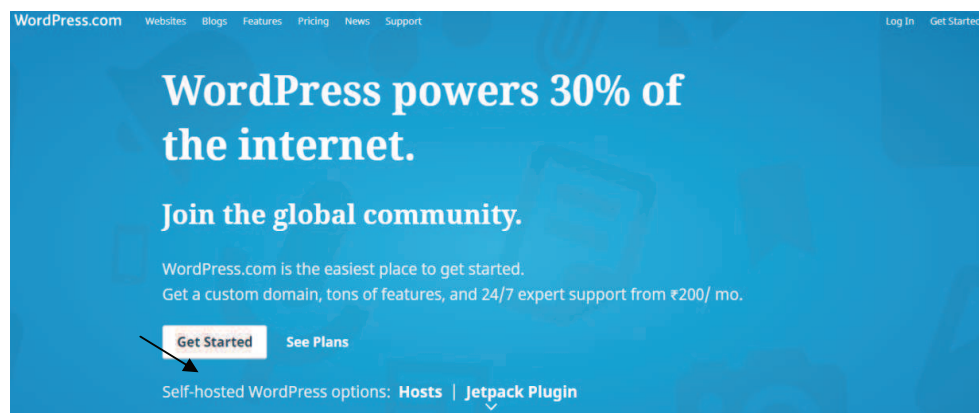 WordPress.com Websites Blogs Features Pricing News Support Log In Get Started
WordPress powers 30% of
the internet.
Join the global community.
WordPress.com is the easiest place to get started.
Get a custom domain, tons of features, and 24/7 expert support from ₹200/ mo.
Get Started See Plans
Self-hosted WordPress options: Hosts | Jetpack Plugin